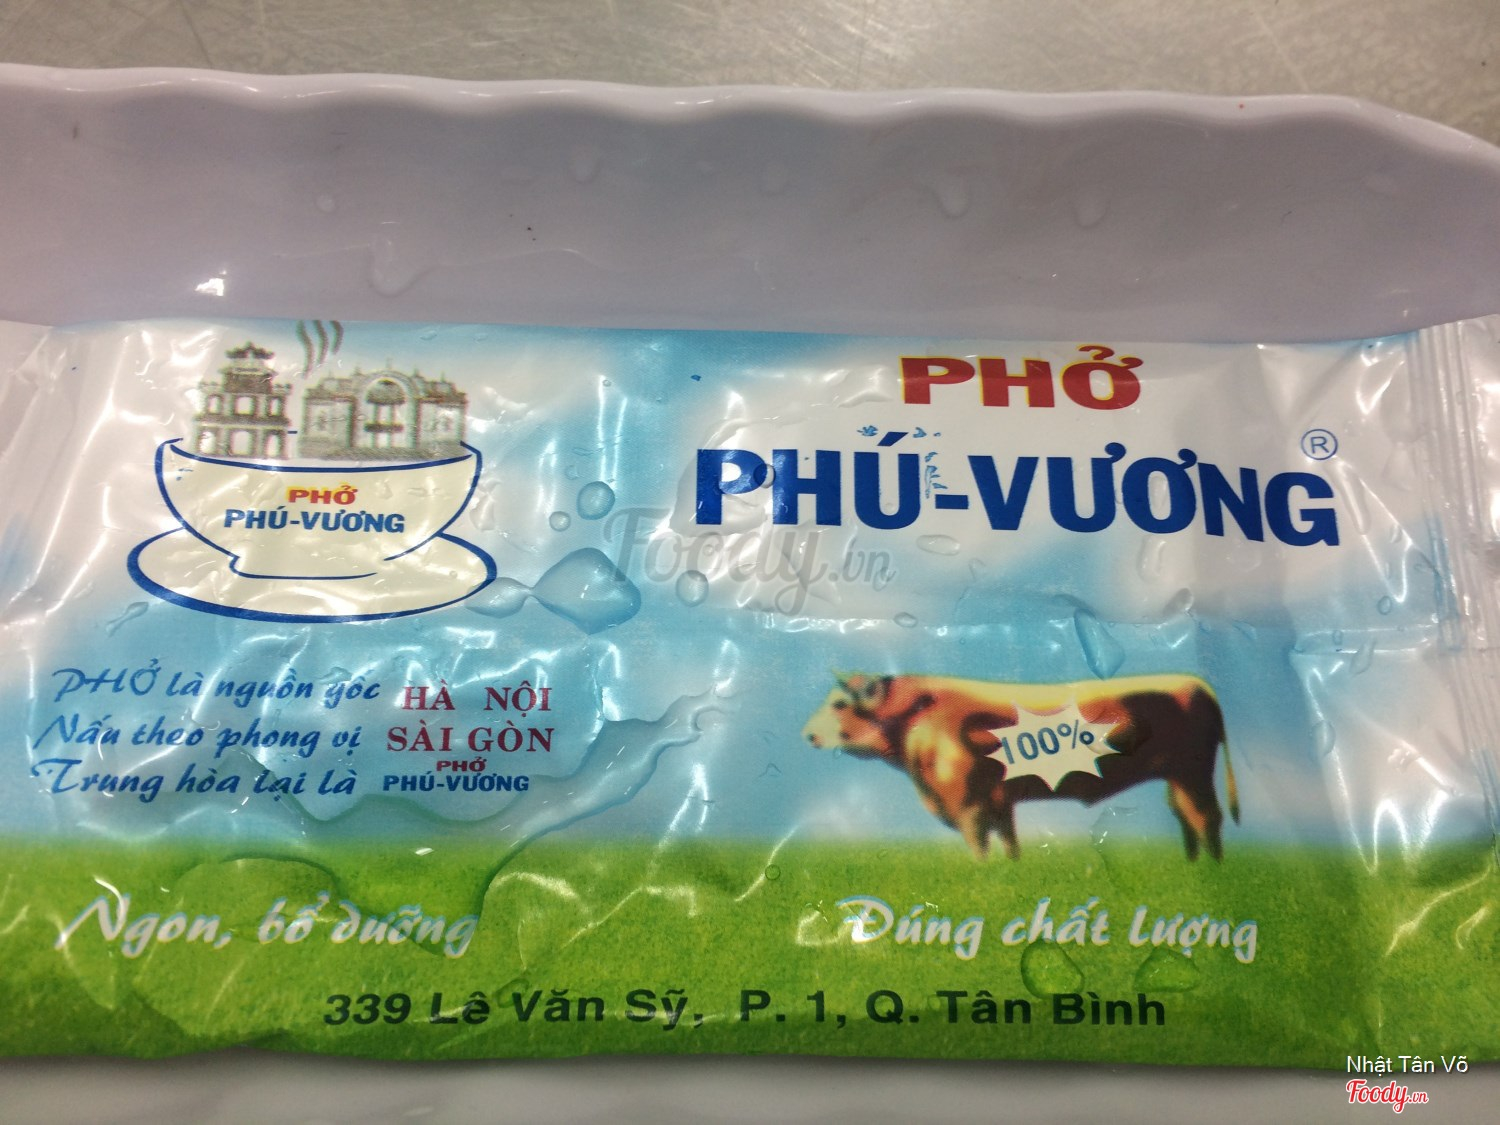 PHỞ
PHÚ-VƯƠNG
PHỞ
PHÚ-VƯƠNG ®
Foody.vn
PHỞ là nguồn gốc HÀ NỘI
Nấu theo phong vị SÀI GÒN
Trung hòa lại là PHỞ PHÚ-VƯƠNG
100%
Ngon, bổ dưỡng
Đúng chất lượng
339 Lê Văn Sỹ, P. 1, Q. Tân Bình
Nhật Tân Võ
Foody.vn